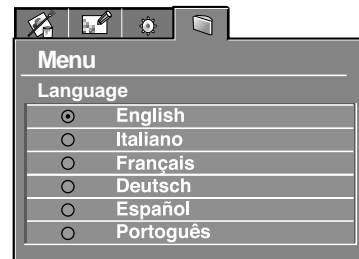 Menu
Language
English
Italiano
Français
Deutsch
Español
Português